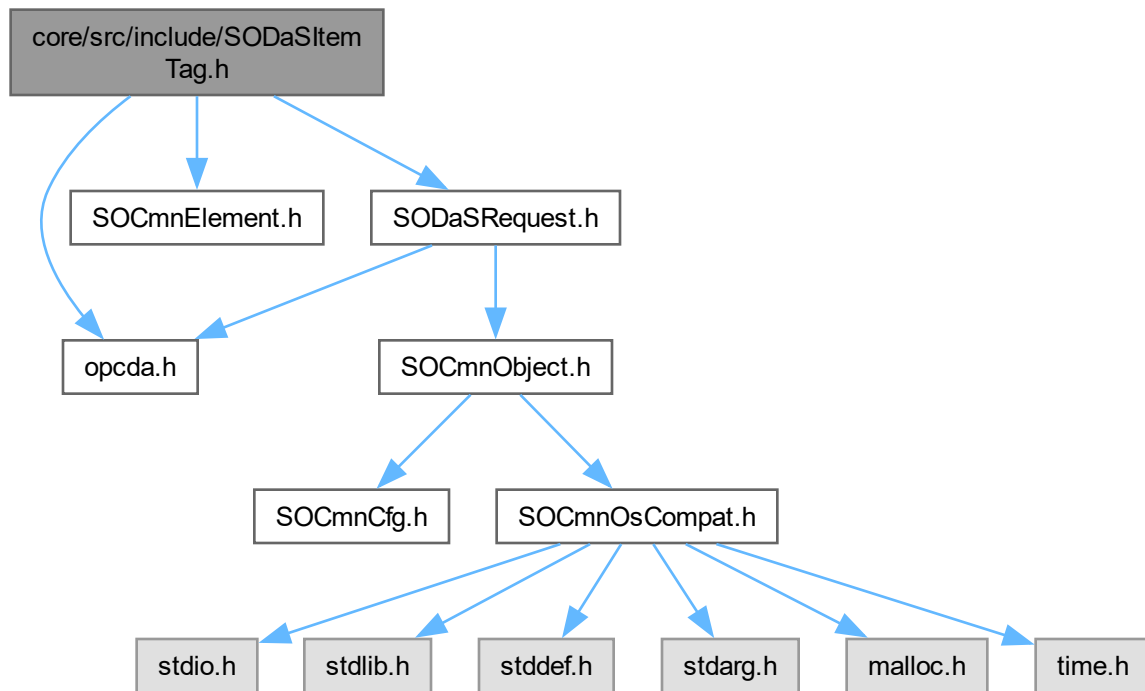 core/src/include/SODaSItem
Tag.h
SOCmnElement.h
SODaSRequest.h
opcda.h
SOCmnObject.h
SOCmnCfg.h
SOCmnOsCompat.h
stdio.h
stdlib.h
stddef.h
stdarg.h
malloc.h
time.h